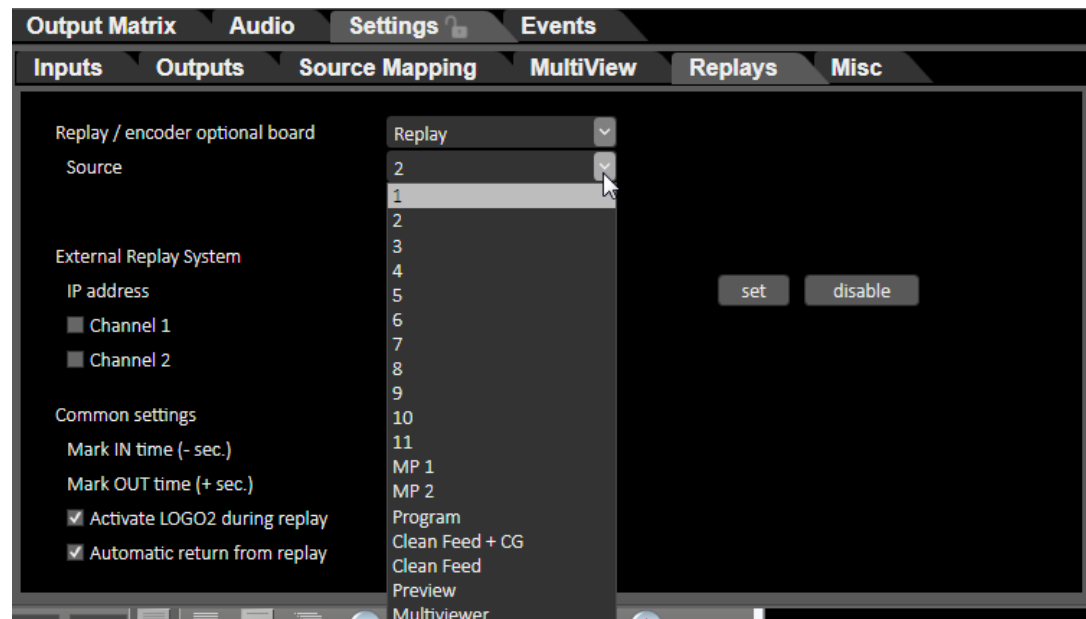 Output Matrix Audio Settings Events
Inputs Outputs Source Mapping MultiView Replays Misc
Replay / encoder optional board Replay
Source 2
1
2
3
External Replay System
4
IP address 5 set disable
Channel 1 6
7
Channel 2 8
9
Common settings 10
Mark IN time (- sec.) 11
MP 1
Mark OUT time (+ sec.) MP 2
Activate LOGO2 during replay Program
Clean Feed + CG
Automatic return from replay
Clean Feed
Preview
Multiviewer